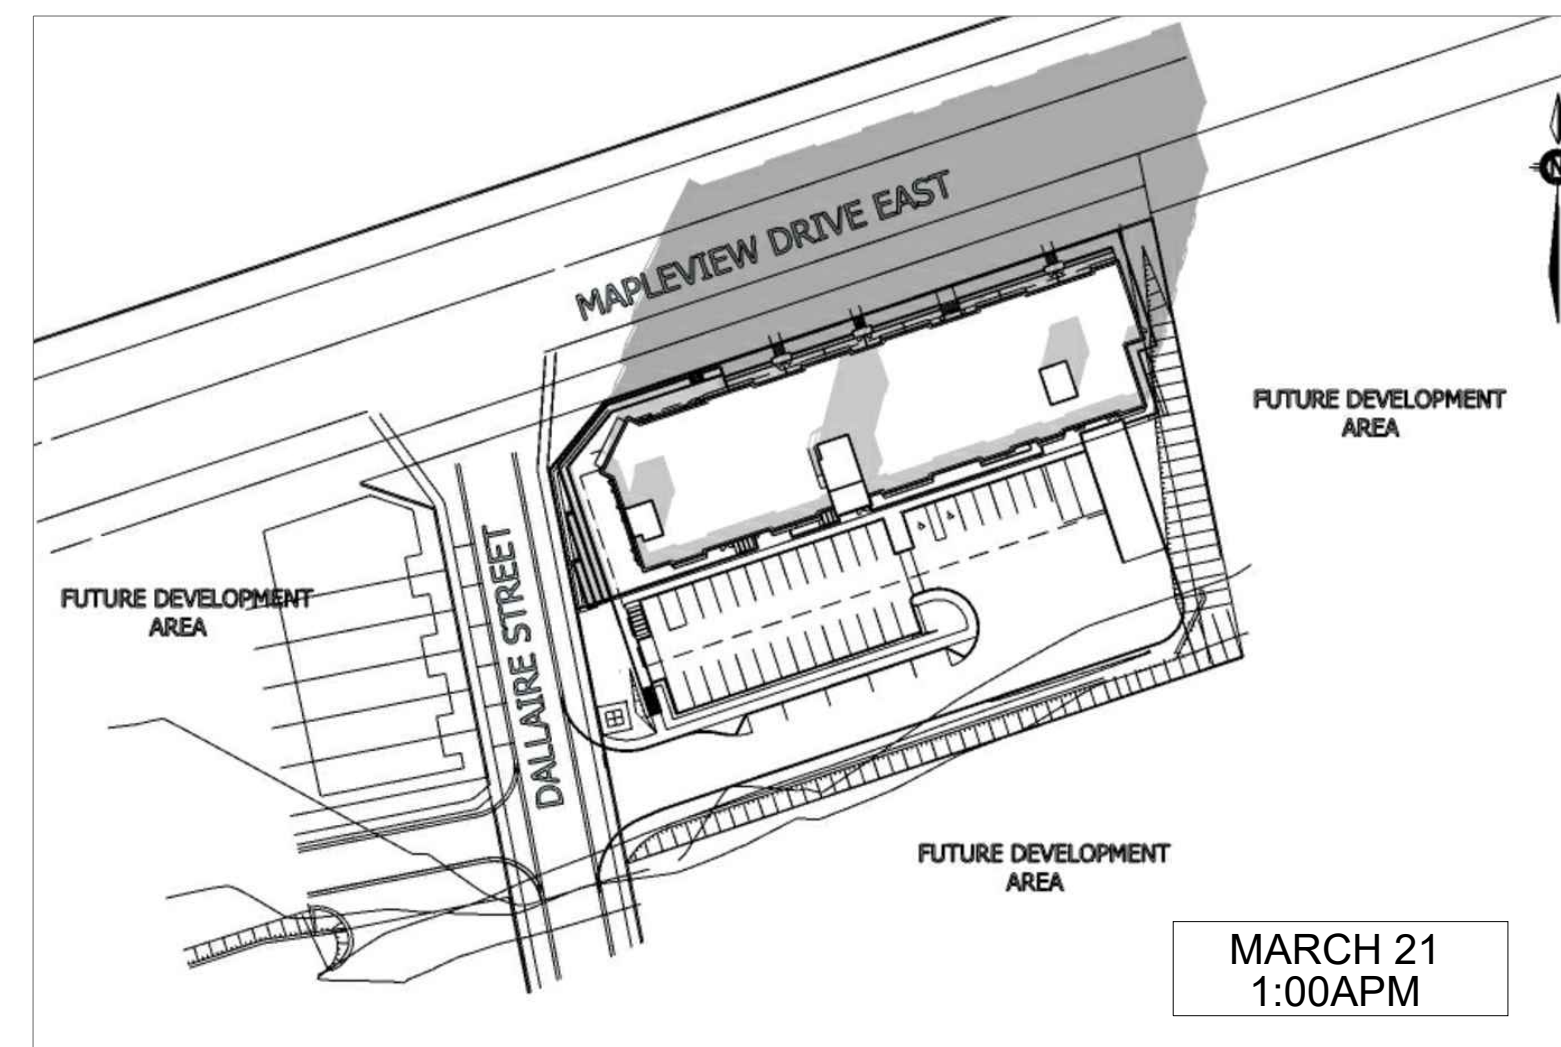 MAPLEVIEW DRIVE EAST
N
FUTURE DEVELOPMENT
AREA
FUTURE DEVELOPMENT
AREA
DALLAIRE STREET
FUTURE DEVELOPMENT
AREA
MARCH 21
1:00APM